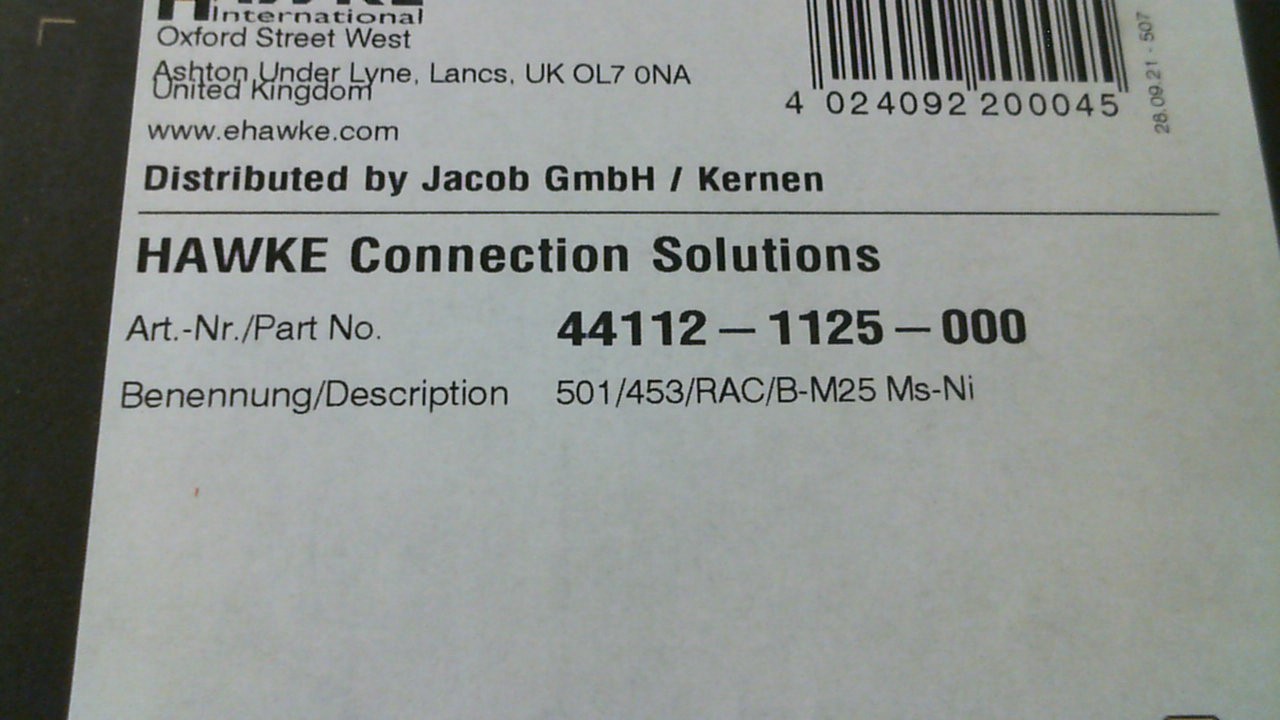 HAWKE
International
Oxford Street West
Ashton Under Lyne, Lancs, UK OL7 0NA
United Kingdom
www.ehawke.com
4 024092 200045
28.09.21 - 507
Distributed by Jacob GmbH / Kernen
HAWKE Connection Solutions
Art.-Nr./Part No. 44112 – 1125 – 000
Benennung/Description 501/453/RAC/B-M25 Ms-Ni